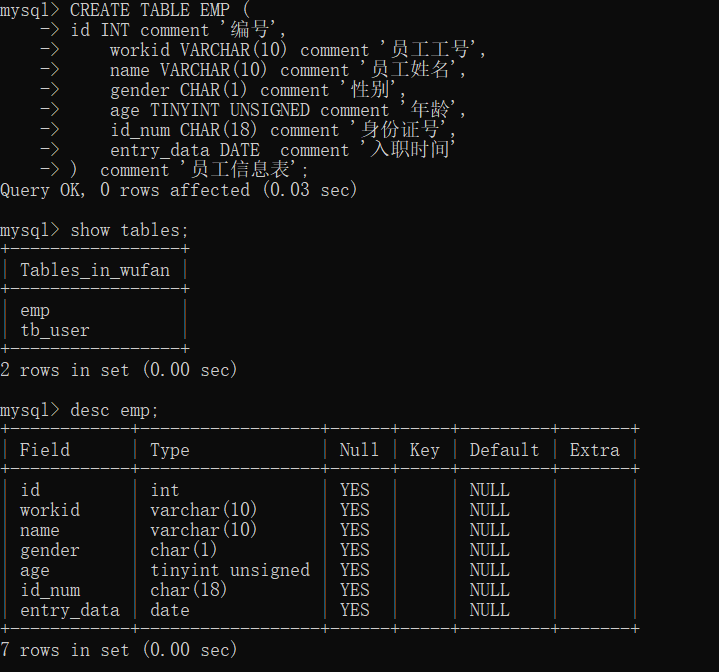 mysql> CREATE TABLE EMP (
    -> id INT comment '编号',
    ->     workid VARCHAR(10) comment '员工工号',
    ->     name VARCHAR(10) comment '员工姓名',
    ->     gender CHAR(1) comment '性别',
    ->     age TINYINT UNSIGNED comment '年龄',
    ->     id_num CHAR(18) comment '身份证号',
    ->     entry_data DATE  comment '入职时间'
    -> )  comment '员工信息表';
Query OK, 0 rows affected (0.03 sec)

mysql> show tables;
+-----------------+
| Tables_in_wufan |
+-----------------+
| emp             |
| tb_user         |
+-----------------+
2 rows in set (0.00 sec)

mysql> desc emp;
+------------+------------------+------+-----+---------+-------+
| Field      | Type             | Null | Key | Default | Extra |
+------------+------------------+------+-----+---------+-------+
| id         | int              | YES  |     | NULL    |       |
| workid     | varchar(10)      | YES  |     | NULL    |       |
| name       | varchar(10)      | YES  |     | NULL    |       |
| gender     | char(1)          | YES  |     | NULL    |       |
| age        | tinyint unsigned | YES  |     | NULL    |       |
| id_num     | char(18)         | YES  |     | NULL    |       |
| entry_data | date             | YES  |     | NULL    |       |
+------------+------------------+------+-----+---------+-------+
7 rows in set (0.00 sec)